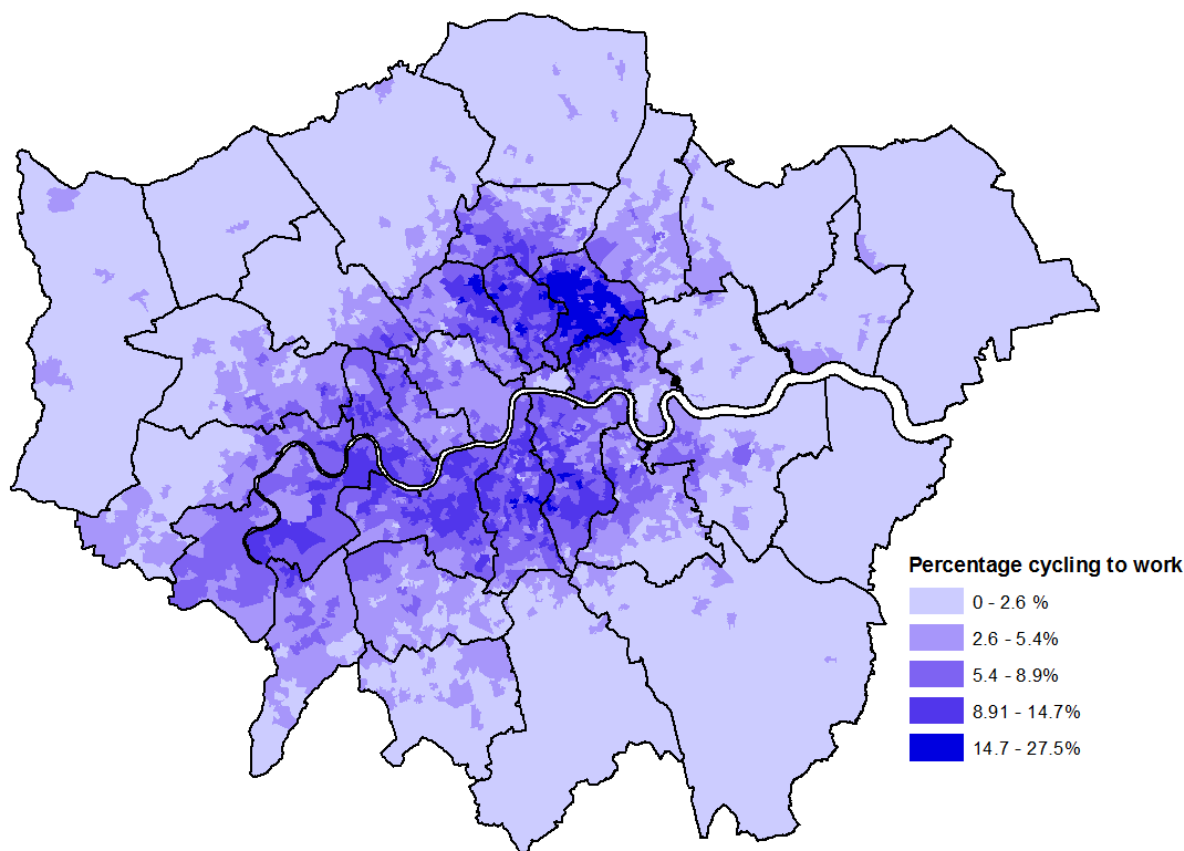 Percentage cycling to work
0 - 2.6 %
2.6 - 5.4%
5.4 - 8.9%
8.91 - 14.7%
14.7 - 27.5%